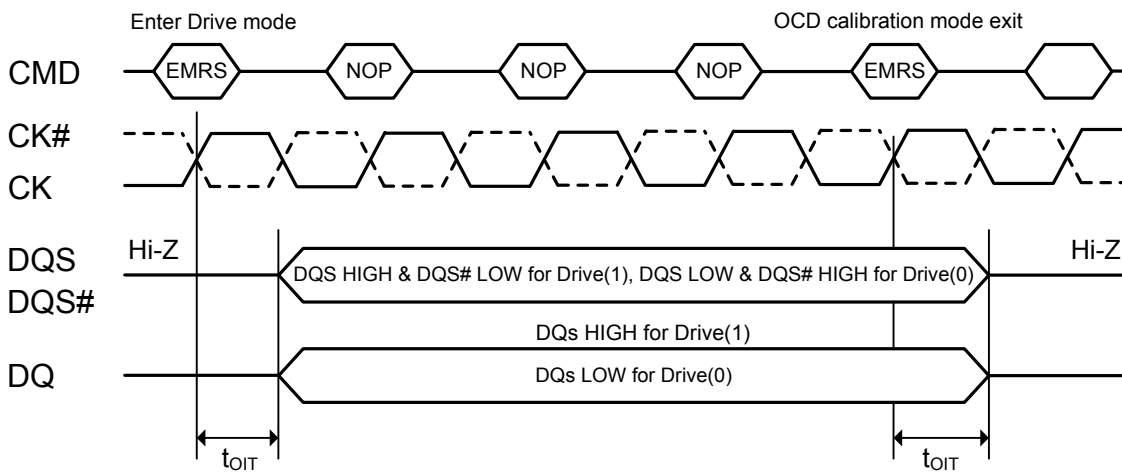 Enter Drive mode OCD calibration mode exit
CMD EMRS NOP NOP NOP EMRS
CK#
CK
Hi-Z Hi-Z
DQS DQS HIGH & DQS# LOW for Drive(1), DQS LOW & DQS# HIGH for Drive(0)
DQS#
DQs HIGH for Drive(1)
DQ DQs LOW for Drive(0)
tOIT tOIT